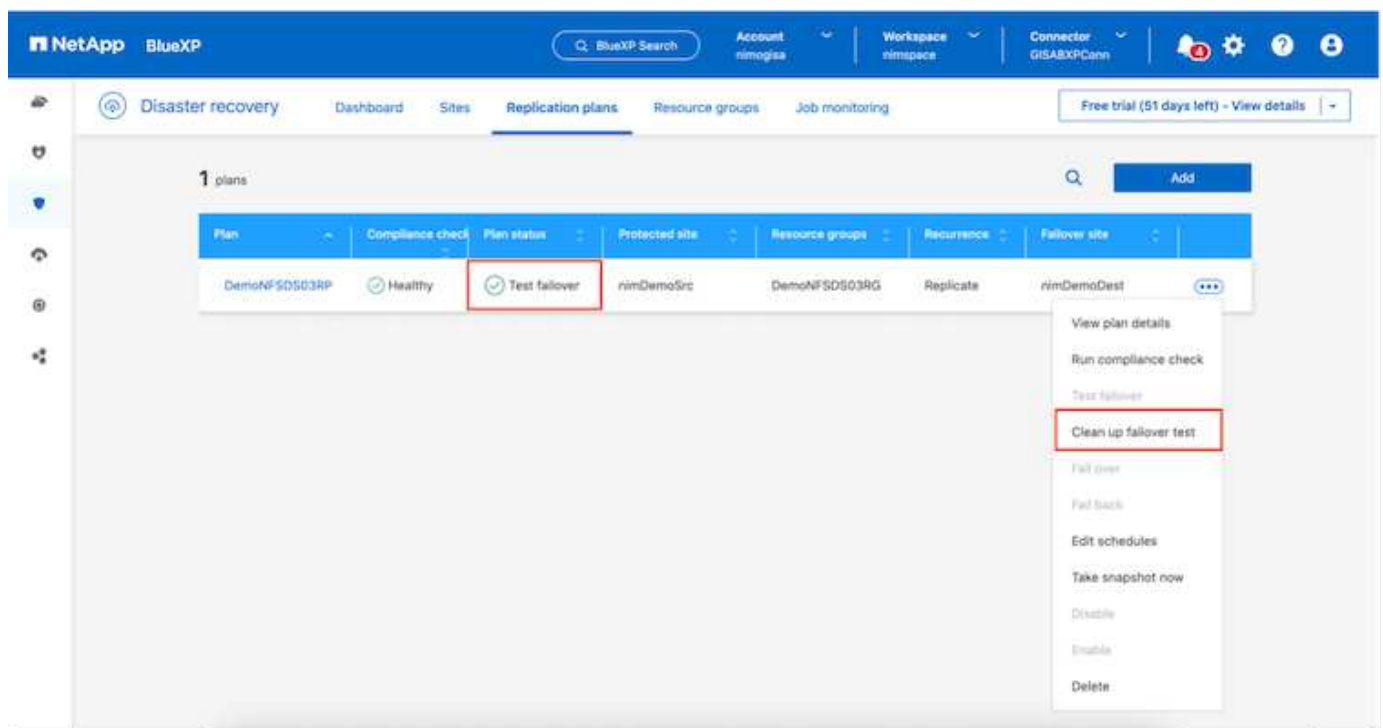 NetApp BlueXP
BlueXP Search
Account
nimogisa
Workspace
nimspace
Connector
GISABXPConn
4
Disaster recovery
Dashboard
Sites
Replication plans
Resource groups
Job monitoring
Free trial (51 days left) - View details
1 plans
Add
Plan
Compliance check
Plan status
Protected site
Resource groups
Recurrence
Failover site
DemoNFSDS03RP
Healthy
Test failover
nimDemoSrc
DemoNFSDS03RG
Replicate
nimDemoDest
View plan details
Run compliance check
Test failover
Clean up failover test
Fail over
Fail back
Edit schedules
Take snapshot now
Disable
Enable
Delete